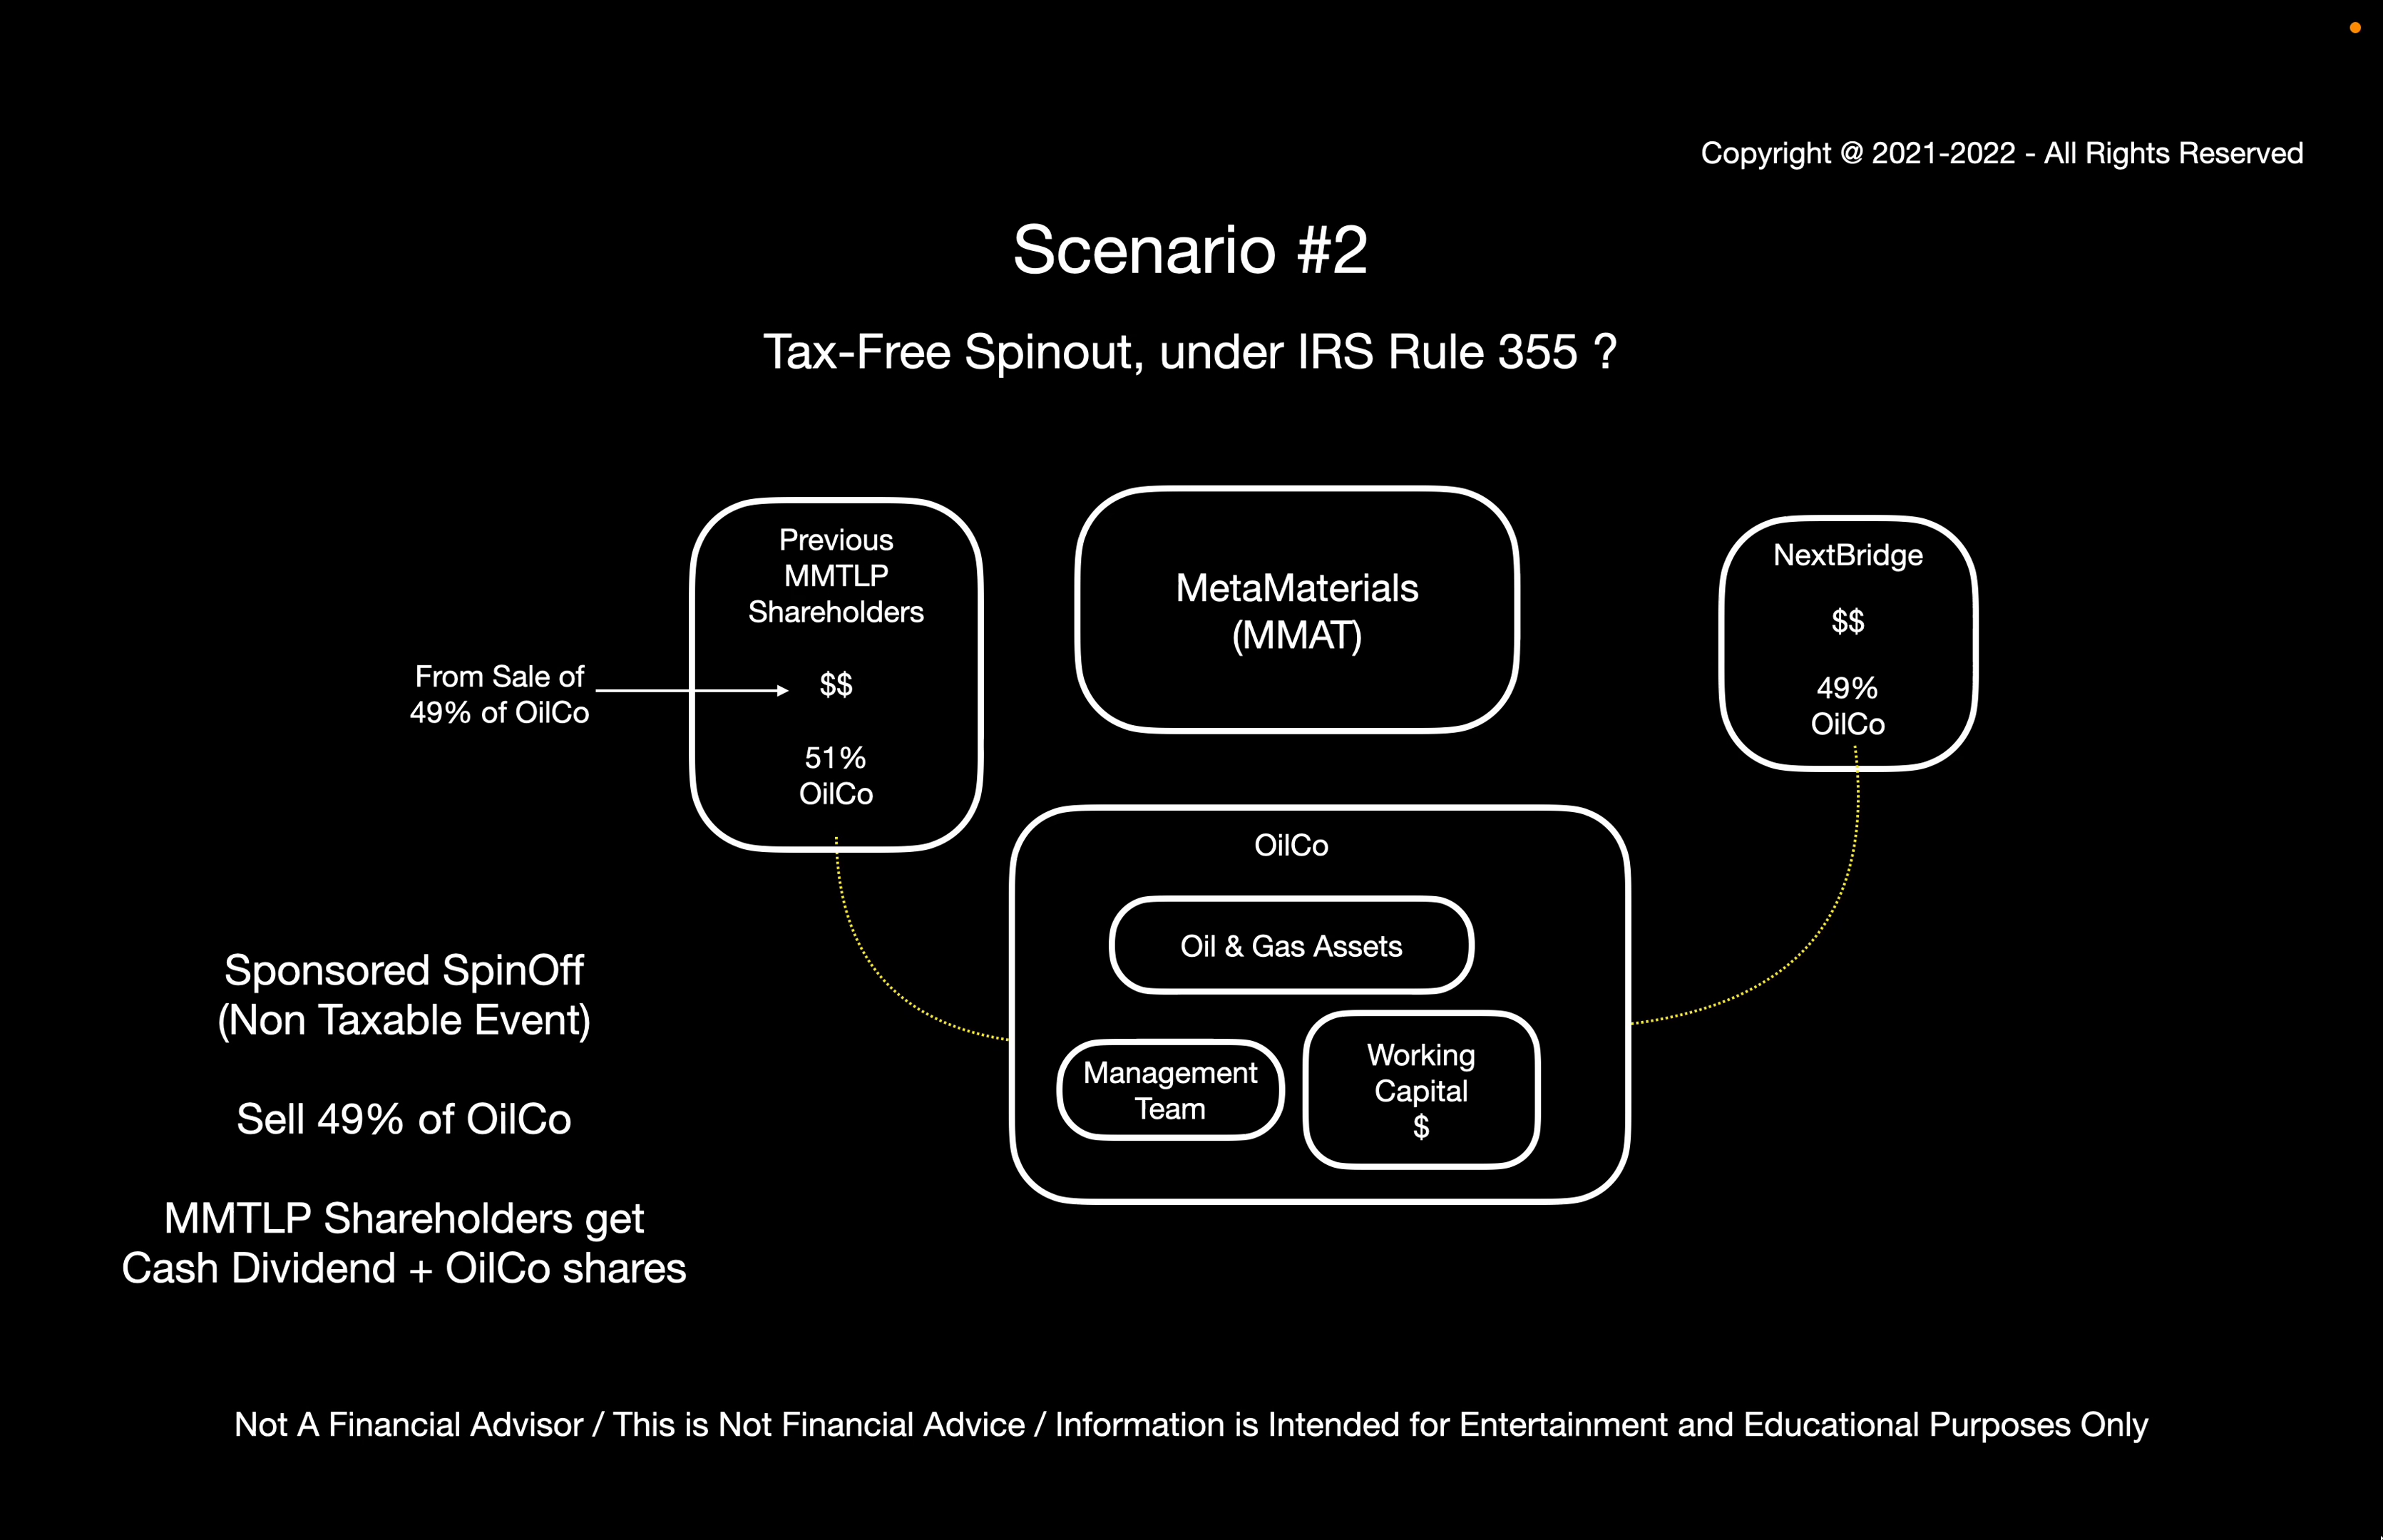 Copyright @ 2021-2022 - All Rights Reserved
Scenario #2
Tax-Free Spinout, under IRS Rule 355 ?
Previous
MMTLP
Shareholders
$$
51%
OilCo
From Sale of
49% of OilCo
MetaMaterials
(MMAT)
NextBridge
$$
49%
OilCo
OilCo
Oil & Gas Assets
Management
Team
Working
Capital
$
Sponsored SpinOff
(Non Taxable Event)
Sell 49% of OilCo
MMTLP Shareholders get
Cash Dividend + OilCo shares
Not A Financial Advisor / This is Not Financial Advice / Information is Intended for Entertainment and Educational Purposes Only